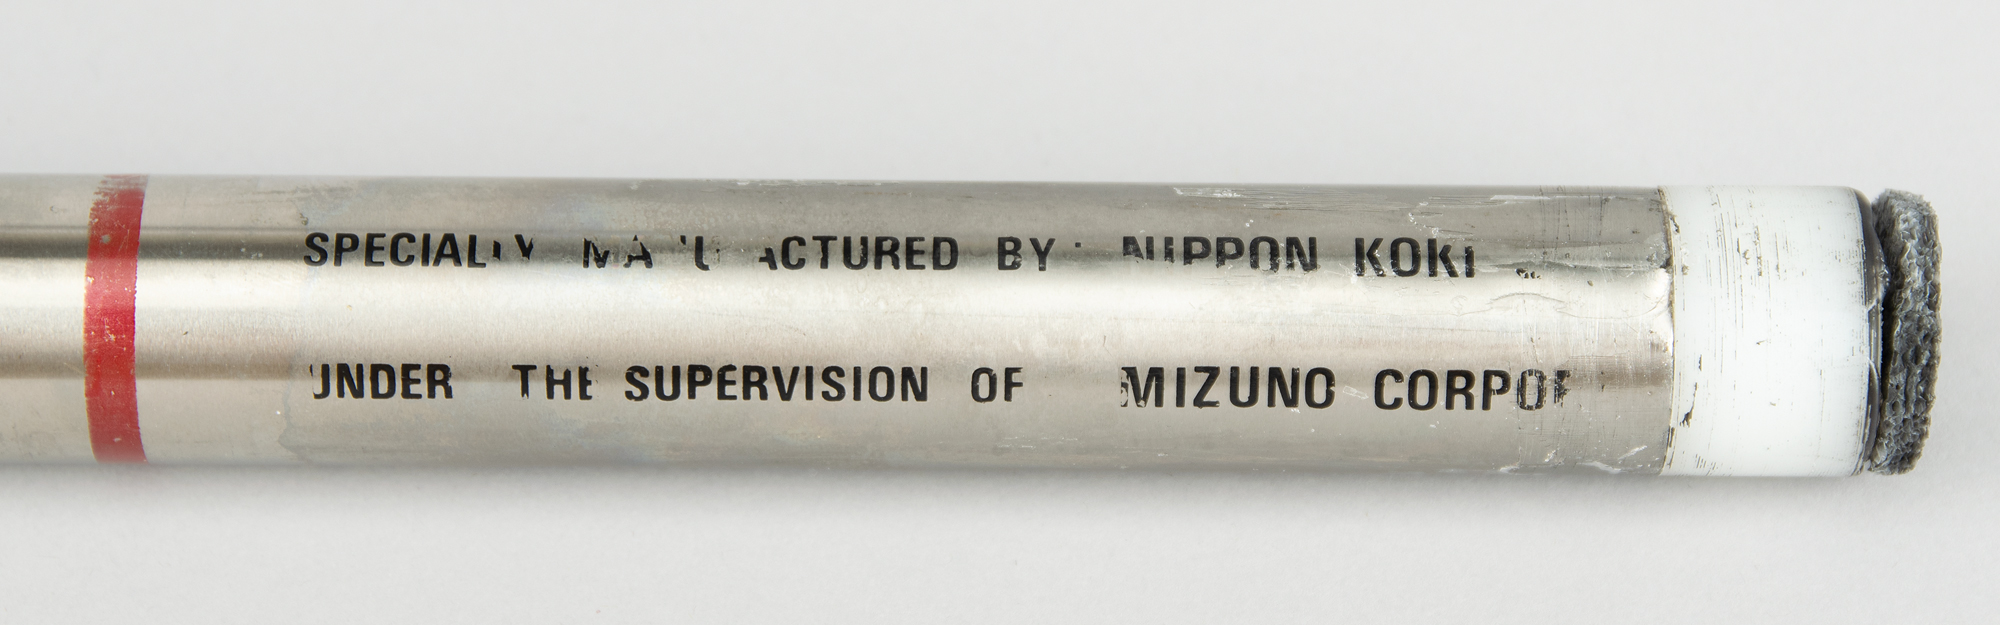 SPECIALLY MANUFACTURED BY NIPPON KOKI
UNDER THE SUPERVISION OF MIZUNO CORPOR